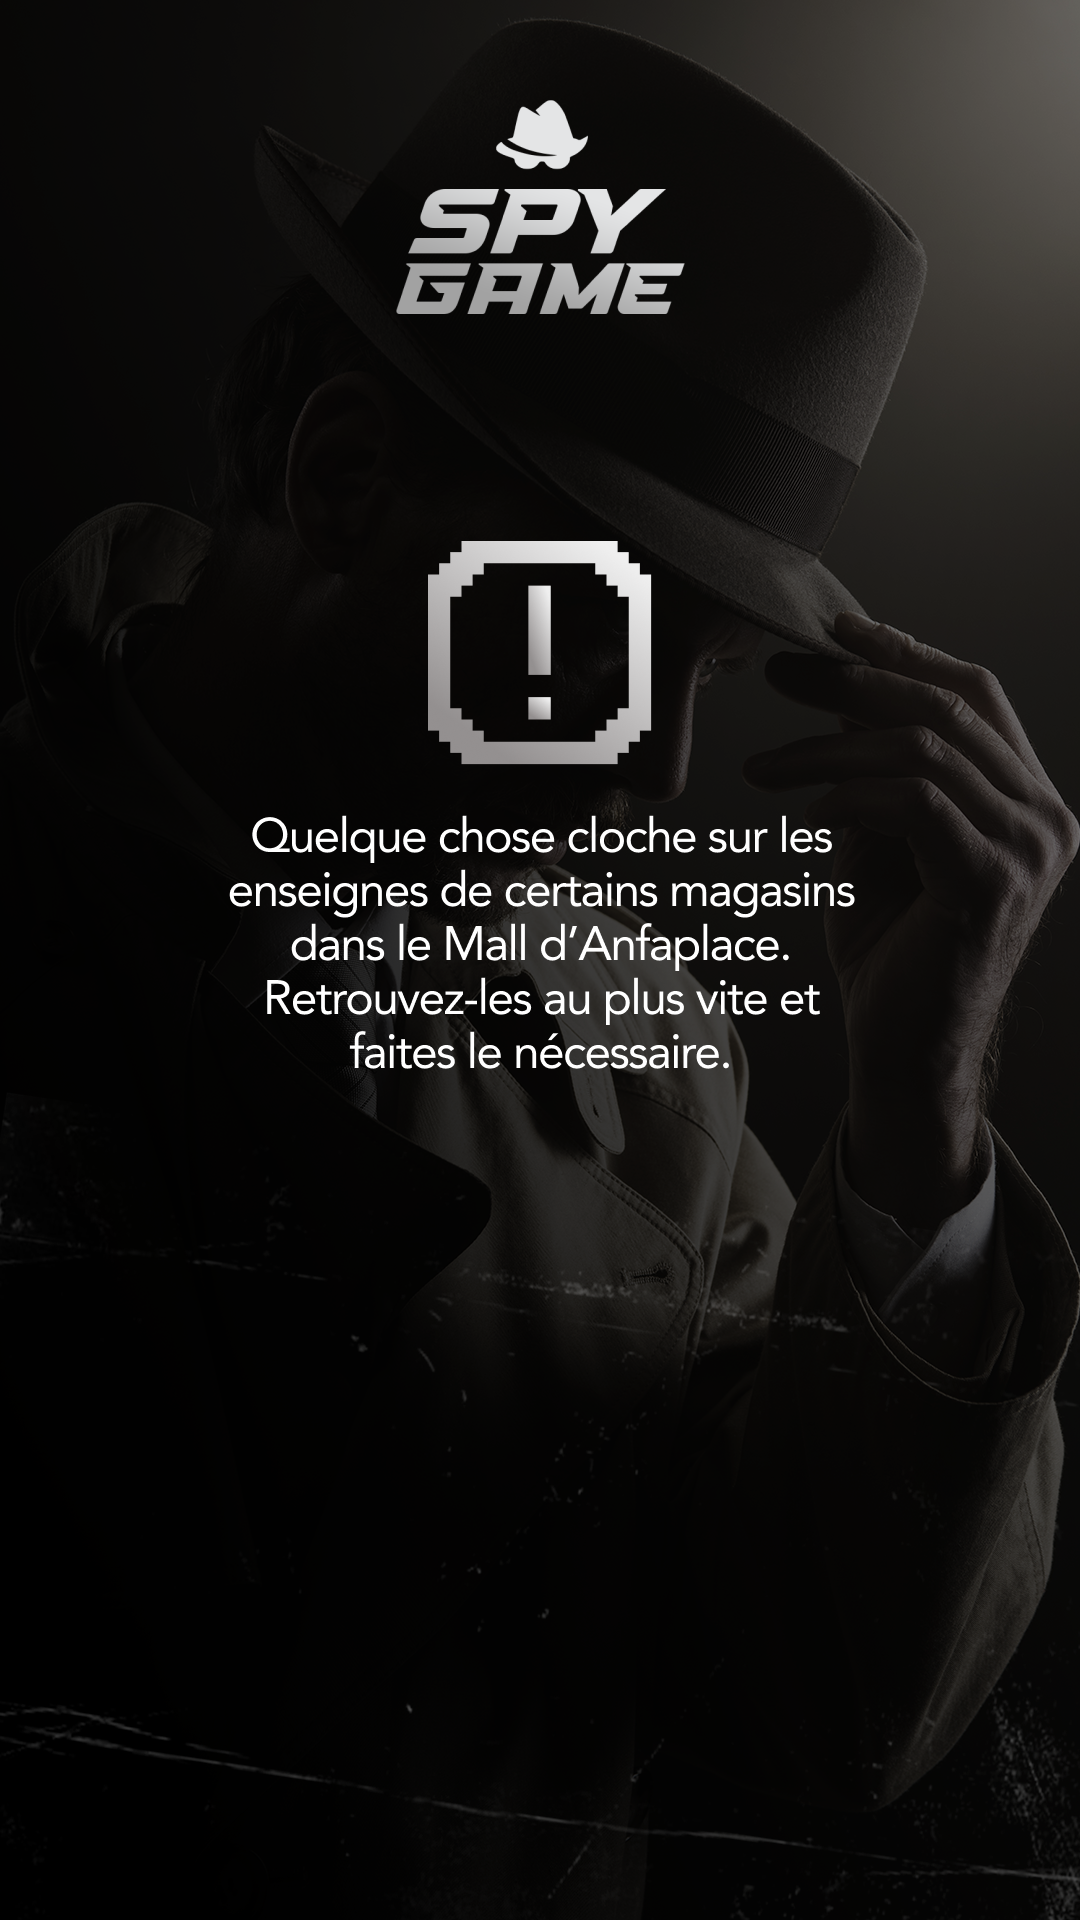 SPY
GAME
!
Quelque chose cloche sur les
enseignes de certains magasins
dans le Mall d’Anfaplace.
Retrouvez-les au plus vite et
faites le nécessaire.